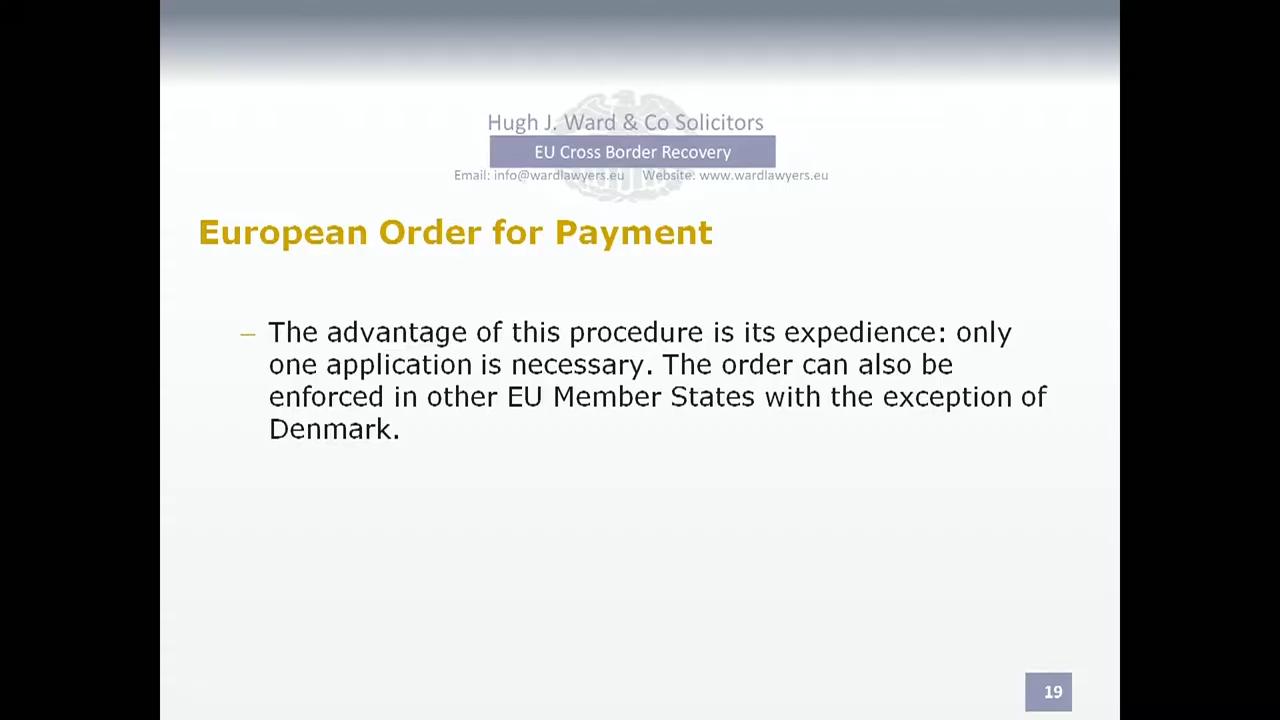 Hugh J. Ward & Co Solicitors
EU Cross Border Recovery
Email: info@wardlawyers.eu Website: www.wardlawyers.eu
European Order for Payment
– The advantage of this procedure is its expedience: only
one application is necessary. The order can also be
enforced in other EU Member States with the exception of
Denmark.
19